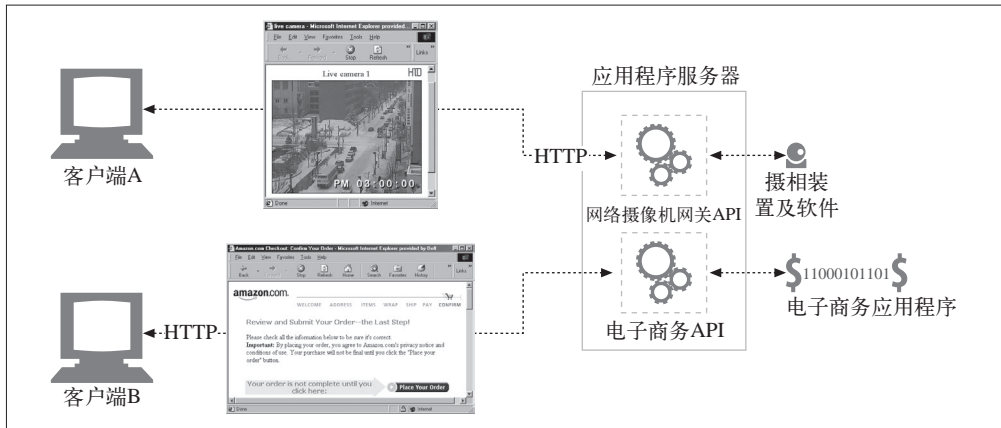 live camera - Microsoft Internet Explorer provided...
File Edit View Favorites Tools Help
Back Forward Stop Refresh Links
Live camera 1
PM 03:00:00
Done Internet
客户端A
HTTP
应用程序服务器
网络摄像机网关API
摄相装
置及软件
Amazon.com Checkout: Confirm Your Order - Microsoft Internet Explorer provided by Dell
File Edit View Favorites Tools Help
Back Forward Stop Refresh Home Search Favorites History Links
amazon.com.
WELCOME ADDRESS ITEMS WRAP SHIP PAY CONFIRM
Review and Submit Your Order--the Last Step!
Please check all the information below to be sure it's correct.
Important: By placing your order, you agree to Amazon.com's privacy notice and
conditions of use. Your purchase will not be final until you click the "Place your
order" button.
Your order is not complete until you
click here:
Place Your Order
Done Internet
客户端B
HTTP
电子商务API
$11000101101$
电子商务应用程序